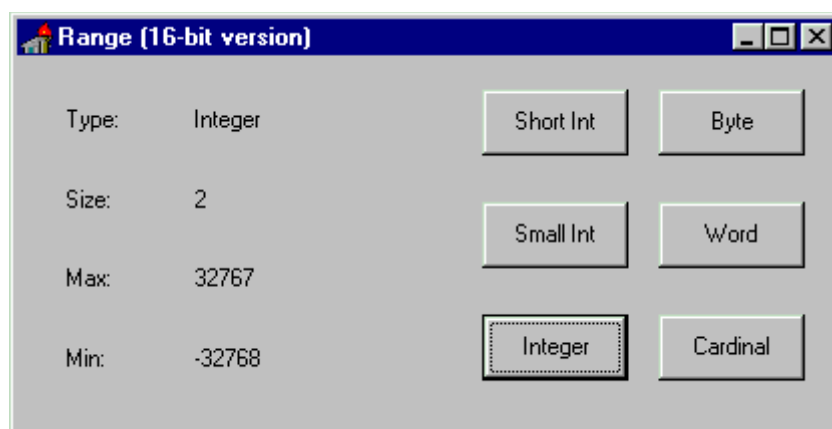 Range (16-bit version)
Type: Integer
Size: 2
Max: 32767
Min: -32768
Short Int Byte
Small Int Word
Integer Cardinal